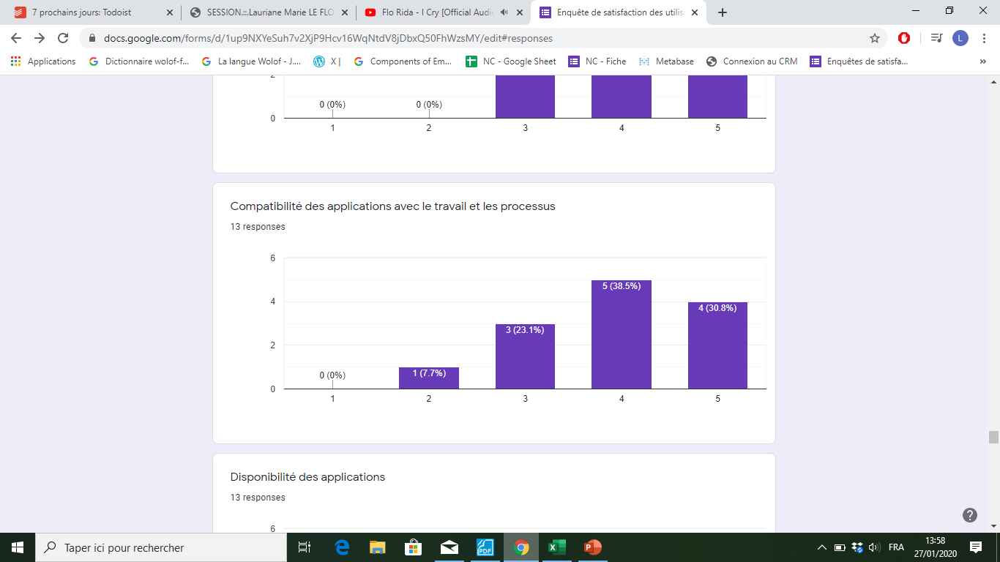 7 prochains jours: Todoist
SESSION.::.Lauriane Marie LE FLO
Flo Rida - I Cry [Official Audio
Enquête de satisfaction des utilisa
docs.google.com/forms/d/1up9NXYeSuh7v2XjP9Hcv16WqNtdV8jDbxQ50FhWzsMY/edit#responses
L
Applications
Dictionnaire wolof-f...
La langue Wolof - J....
X |
Components of Em...
NC - Google Sheet
NC - Fiche
Metabase
Connexion au CRM
Enquêtes de satisfa...
»
2
0 (0%)
0 (0%)
0
1
2
3
4
5
Compatibilité des applications avec le travail et les processus
13 responses
6
4
2
0
0 (0%)
1 (7.7%)
3 (23.1%)
5 (38.5%)
4 (30.8%)
1
2
3
4
5
Disponibilité des applications
13 responses
6
Taper ici pour rechercher
PDF
FRA
13:58
27/01/2020